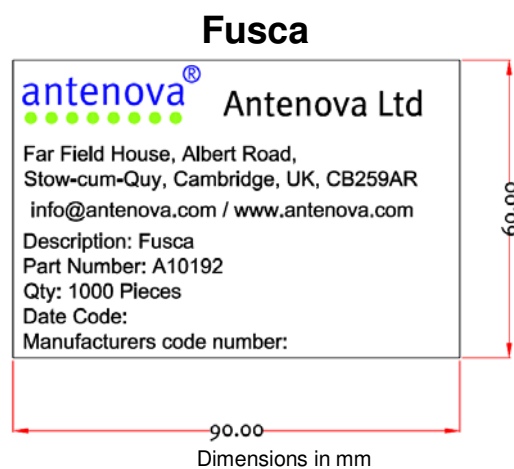 Fusca
antenova®
Antenova Ltd
Far Field House, Albert Road,
Stow-cum-Quy, Cambridge, UK, CB259AR
info@antenova.com / www.antenova.com
Description: Fusca
Part Number: A10192
Qty: 1000 Pieces
Date Code:
Manufacturers code number:
60.00
90.00
Dimensions in mm